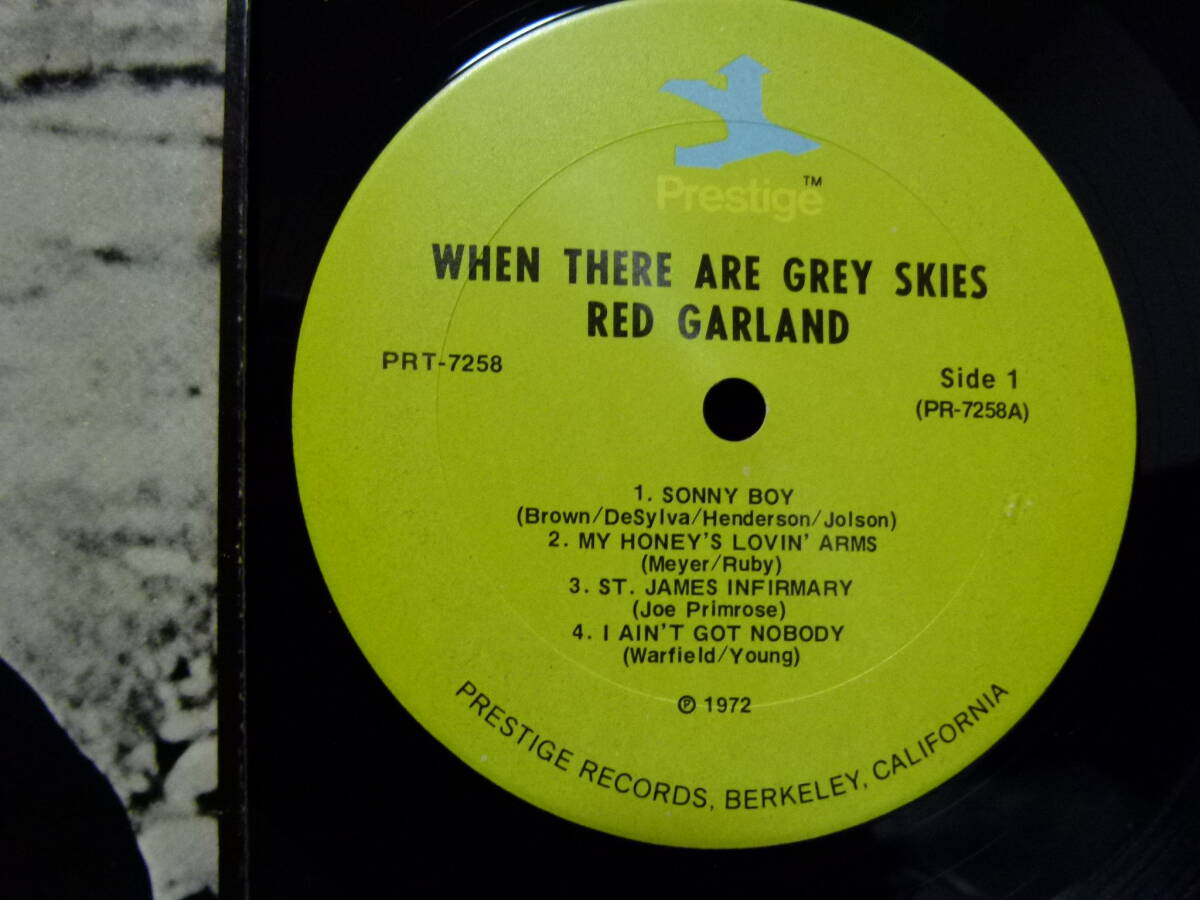 Prestige™
WHEN THERE ARE GREY SKIES
RED GARLAND
PRT-7258
Side 1
(PR-7258A)
1. SONNY BOY
(Brown/DeSylva/Henderson/Jolson)
2. MY HONEY'S LOVIN' ARMS
(Meyer/Ruby)
3. ST. JAMES INFIRMARY
(Joe Primrose)
4. I AIN'T GOT NOBODY
(Warfield/Young)
℗ 1972
PRESTIGE RECORDS, BERKELEY, CALIFORNIA